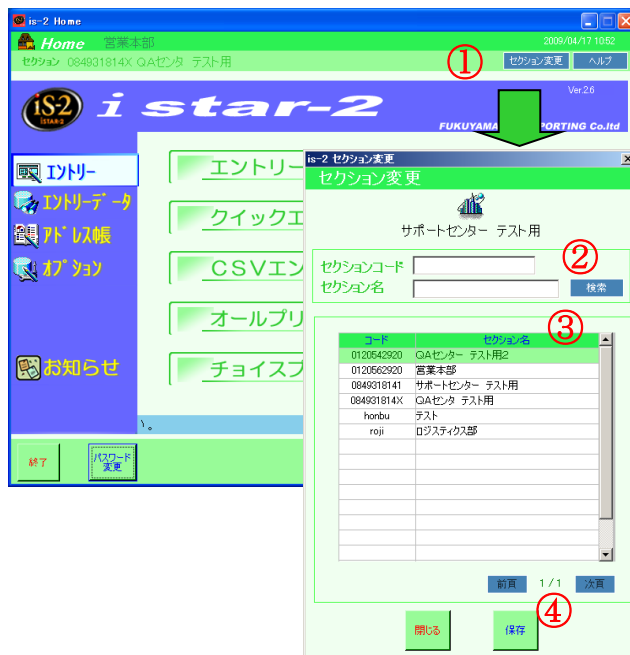 is-2 Home
Home 営業本部 2009/04/17 10:52
セクション 084931814X QAセンタ テスト用 ① セクション変更 ヘルプ
Ver.2.6
iS-2
ISTAR-2
i star-2
FUKUYAMA PORTING Co.ltd
エントリー
エントリーデータ
アドレス帳
オプション
お知らせ
エントリー
クイックエ
CSVエン
オールプリ
チョイスプ
い。
終了
パスワード
変更
is-2 セクション変更
セクション変更
サポートセンター テスト用
②
セクションコード
セクション名 検索
③
コード セクション名
0120542920 QAセンター テスト用2
0120562920 営業本部
0849318141 サポートセンター テスト用
084931814X QAセンタ テスト用
honbu テスト
roji ロジスティクス部
前頁 1/1 次頁
④
閉じる 保存